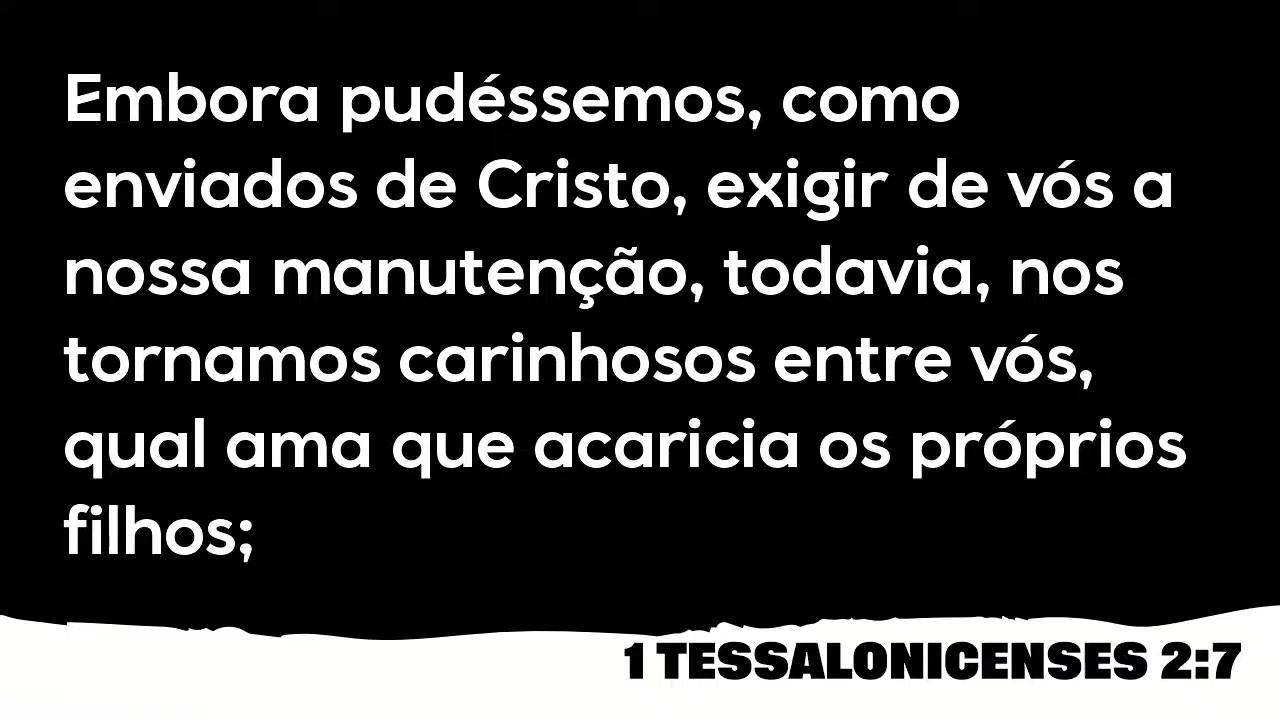 Embora pudéssemos, como
enviados de Cristo, exigir de vós a
nossa manutenção, todavia, nos
tornamos carinhosos entre vós,
qual ama que acaricia os próprios
filhos;
1 TESSALONICENSES 2:7